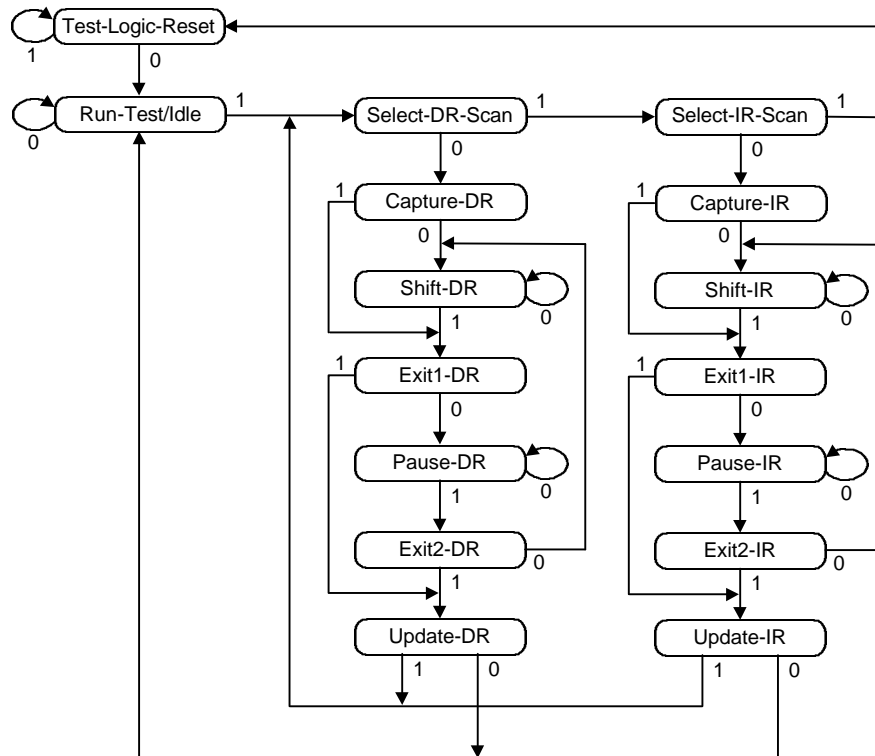 Test-Logic-Reset
1
0
Run-Test/Idle
1
0
Select-DR-Scan
1
0
Select-IR-Scan
1
0
1
Capture-DR
0
1
Capture-IR
0
Shift-DR
0
1
Shift-IR
0
1
1
Exit1-DR
0
1
Exit1-IR
0
Pause-DR
0
1
Pause-IR
0
1
Exit2-DR
0
1
Exit2-IR
0
1
Update-DR
1
0
Update-IR
1
0